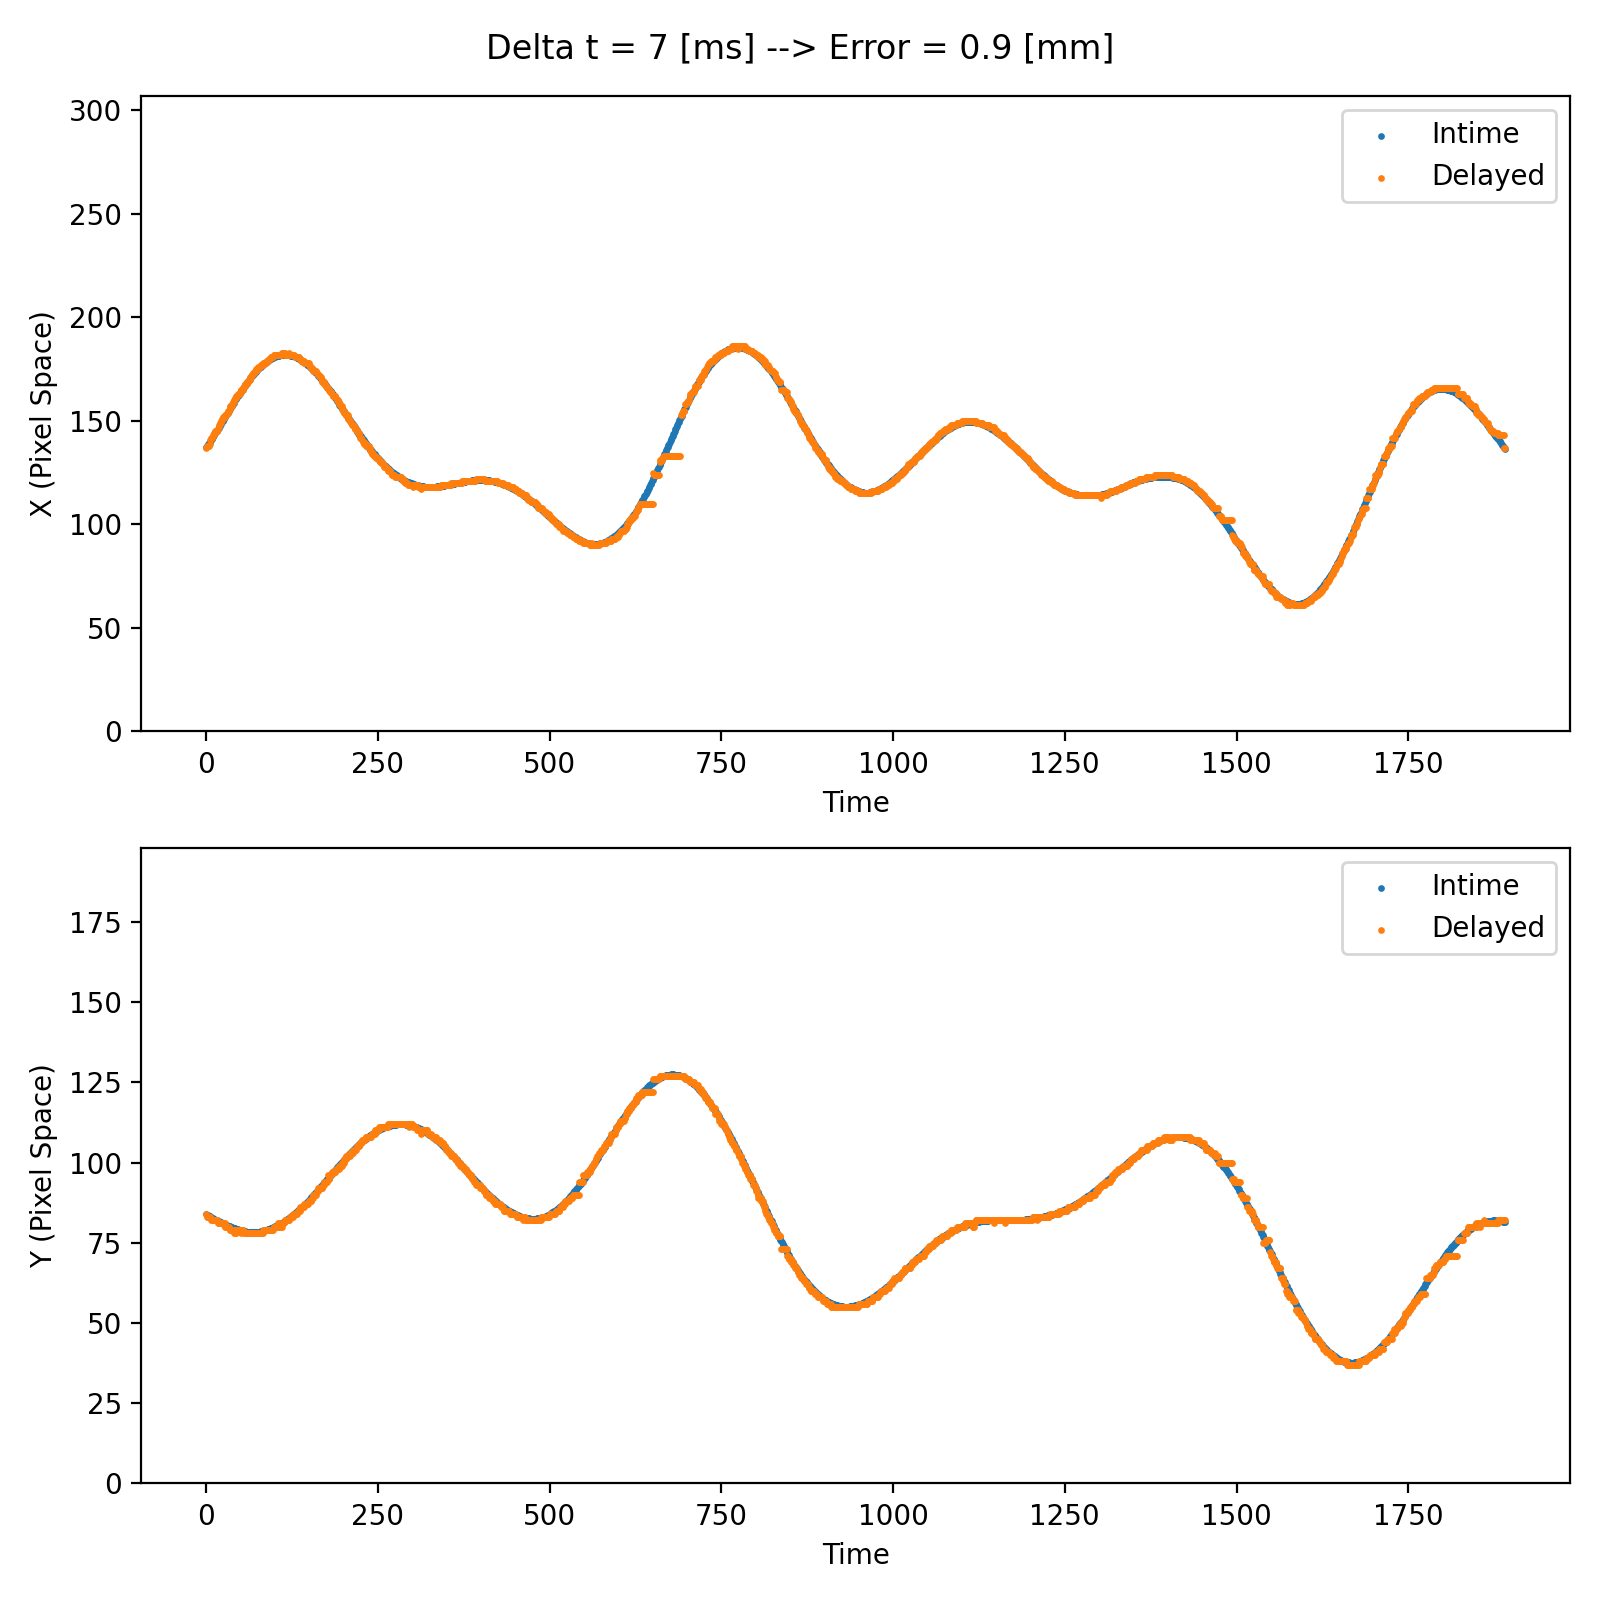 Delta t = 7 [ms] --> Error = 0.9 [mm]
300
250
200
150
100
50
0
X (Pixel Space)
Intime
Delayed
0 250 500 750 1000 1250 1500 1750
Time
175
150
125
100
75
50
25
0
Y (Pixel Space)
Intime
Delayed
0 250 500 750 1000 1250 1500 1750
Time